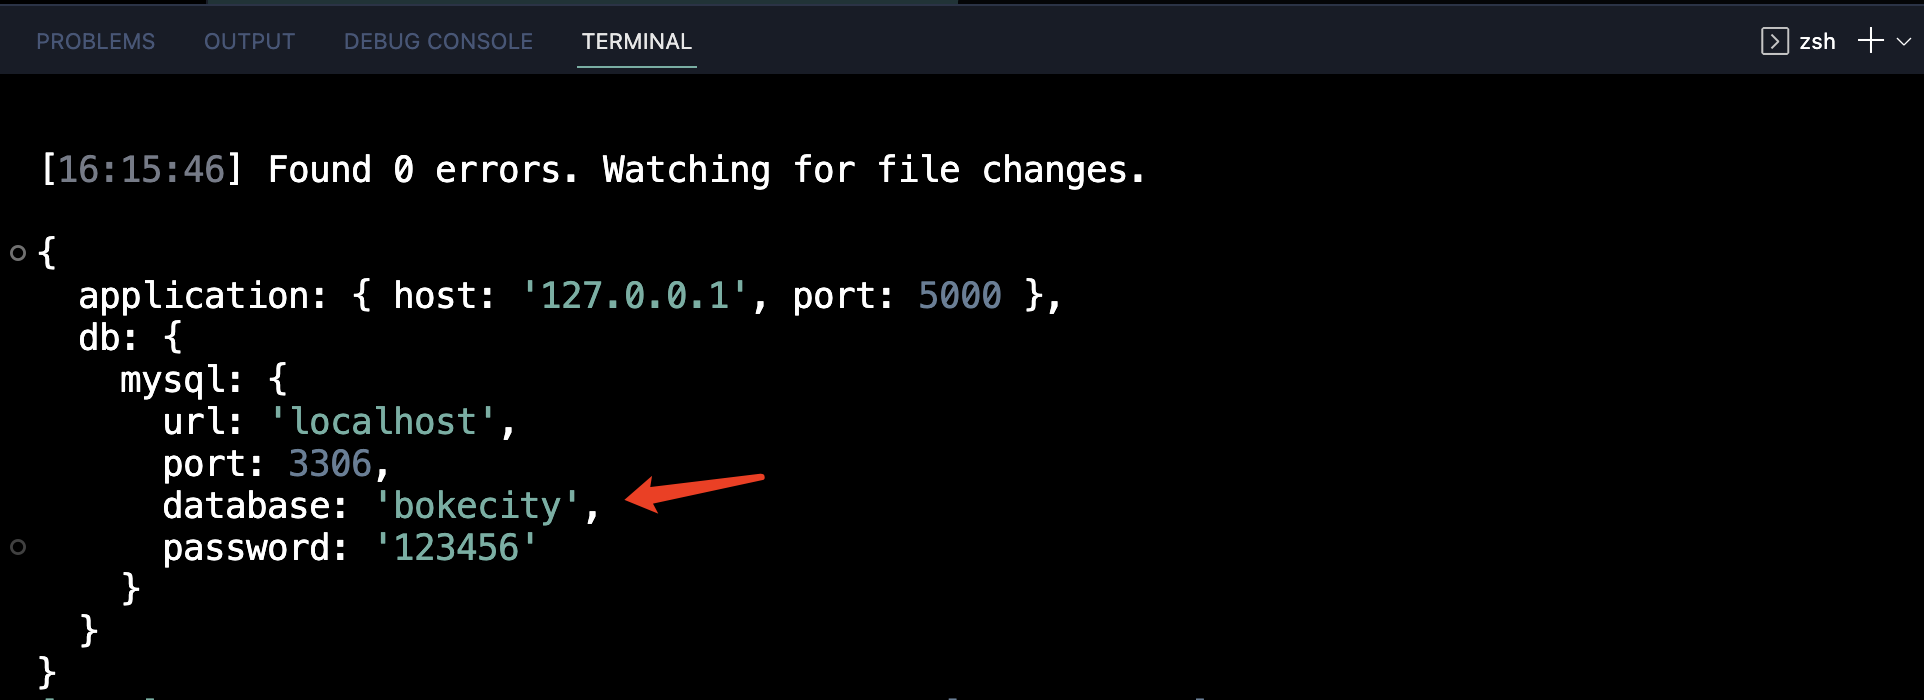 PROBLEMS OUTPUT DEBUG CONSOLE TERMINAL zsh
[16:15:46] Found 0 errors. Watching for file changes.
{
application: { host: '127.0.0.1', port: 5000 },
db: {
mysql: {
url: 'localhost',
port: 3306,
database: 'bokecity',
password: '123456'
}
}
}